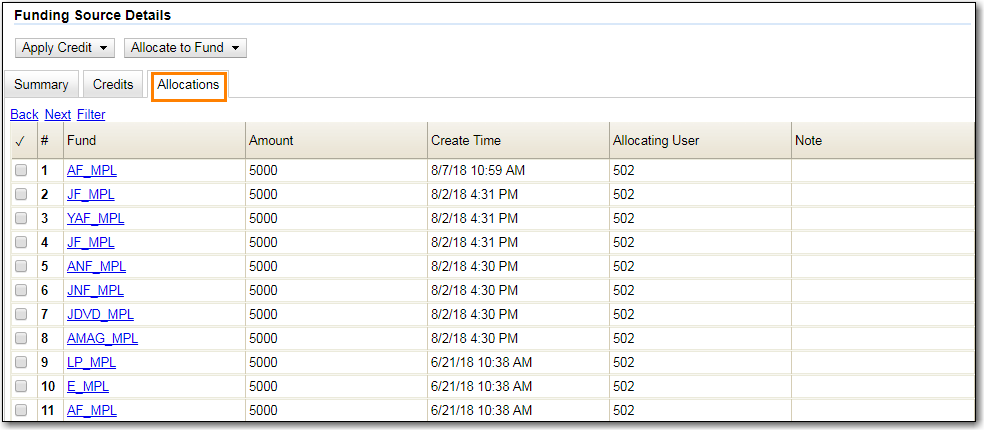 Funding Source Details
Apply Credit Allocate to Fund
Summary Credits Allocations
Back Next Filter
✓ # Fund Amount Create Time Allocating User Note
1 AF_MPL 5000 8/7/18 10:59 AM 502
2 JF_MPL 5000 8/2/18 4:31 PM 502
3 YAF_MPL 5000 8/2/18 4:31 PM 502
4 JF_MPL 5000 8/2/18 4:31 PM 502
5 ANF_MPL 5000 8/2/18 4:30 PM 502
6 JNF_MPL 5000 8/2/18 4:30 PM 502
7 JDVD_MPL 5000 8/2/18 4:30 PM 502
8 AMAG_MPL 5000 8/2/18 4:30 PM 502
9 LP_MPL 5000 6/21/18 10:38 AM 502
10 E_MPL 5000 6/21/18 10:38 AM 502
11 AF_MPL 5000 6/21/18 10:38 AM 502